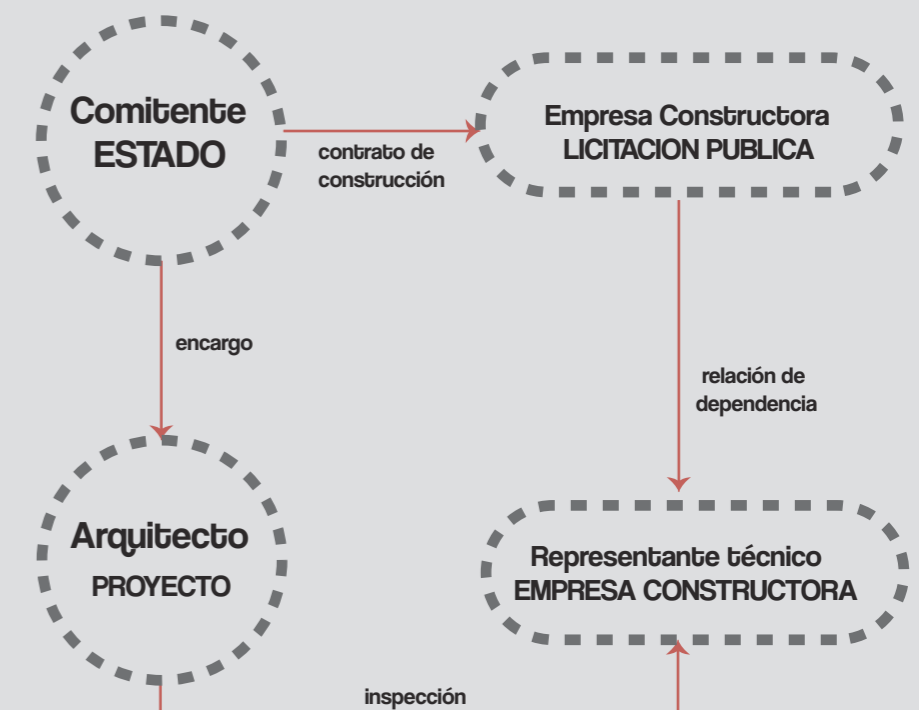 Comitente
ESTADO
contrato de
construcción
Empresa Constructora
LICITACION PUBLICA
encargo
relación de
dependencia
Arquitecto
PROYECTO
Representante técnico
EMPRESA CONSTRUCTORA
inspección